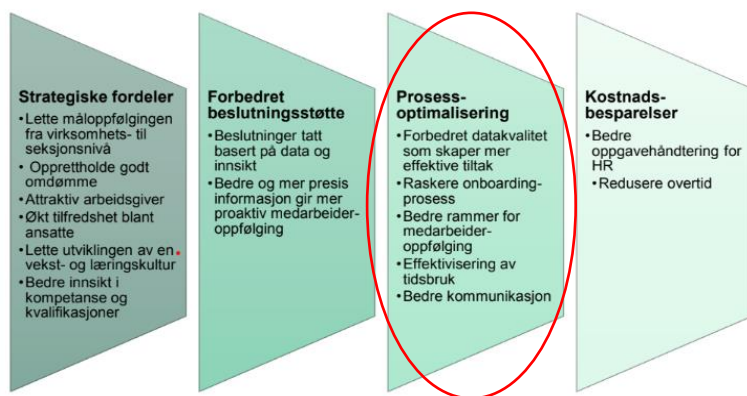 Strategiske fordeler
•Lette måloppfølgingen
fra virksomhets- til
seksjonsnivå
• Opprettholde godt
omdømme
•Attraktiv arbeidsgiver
•Økt tilfredshet blant
ansatte
•Lette utviklingen av en
vekst- og læringskultur
•Bedre innsikt i
kompetanse og
kvalifikasjoner
Forbedret
beslutningsstøtte
•Beslutninger tatt
basert på data og
innsikt
•Bedre og mer presis
informasjon gir mer
proaktiv medarbeider-
oppfølging
Prosess-
optimalisering
•Forbedret datakvalitet
som skaper mer
effektive tiltak
•Raskere onboarding-
prosess
•Bedre rammer for
medarbeider-
oppfølging
•Effektivisering av
tidsbruk
•Bedre kommunikasjon
Kostnads-
besparelser
•Bedre
oppgavehåndtering for
HR
•Redusere overtid